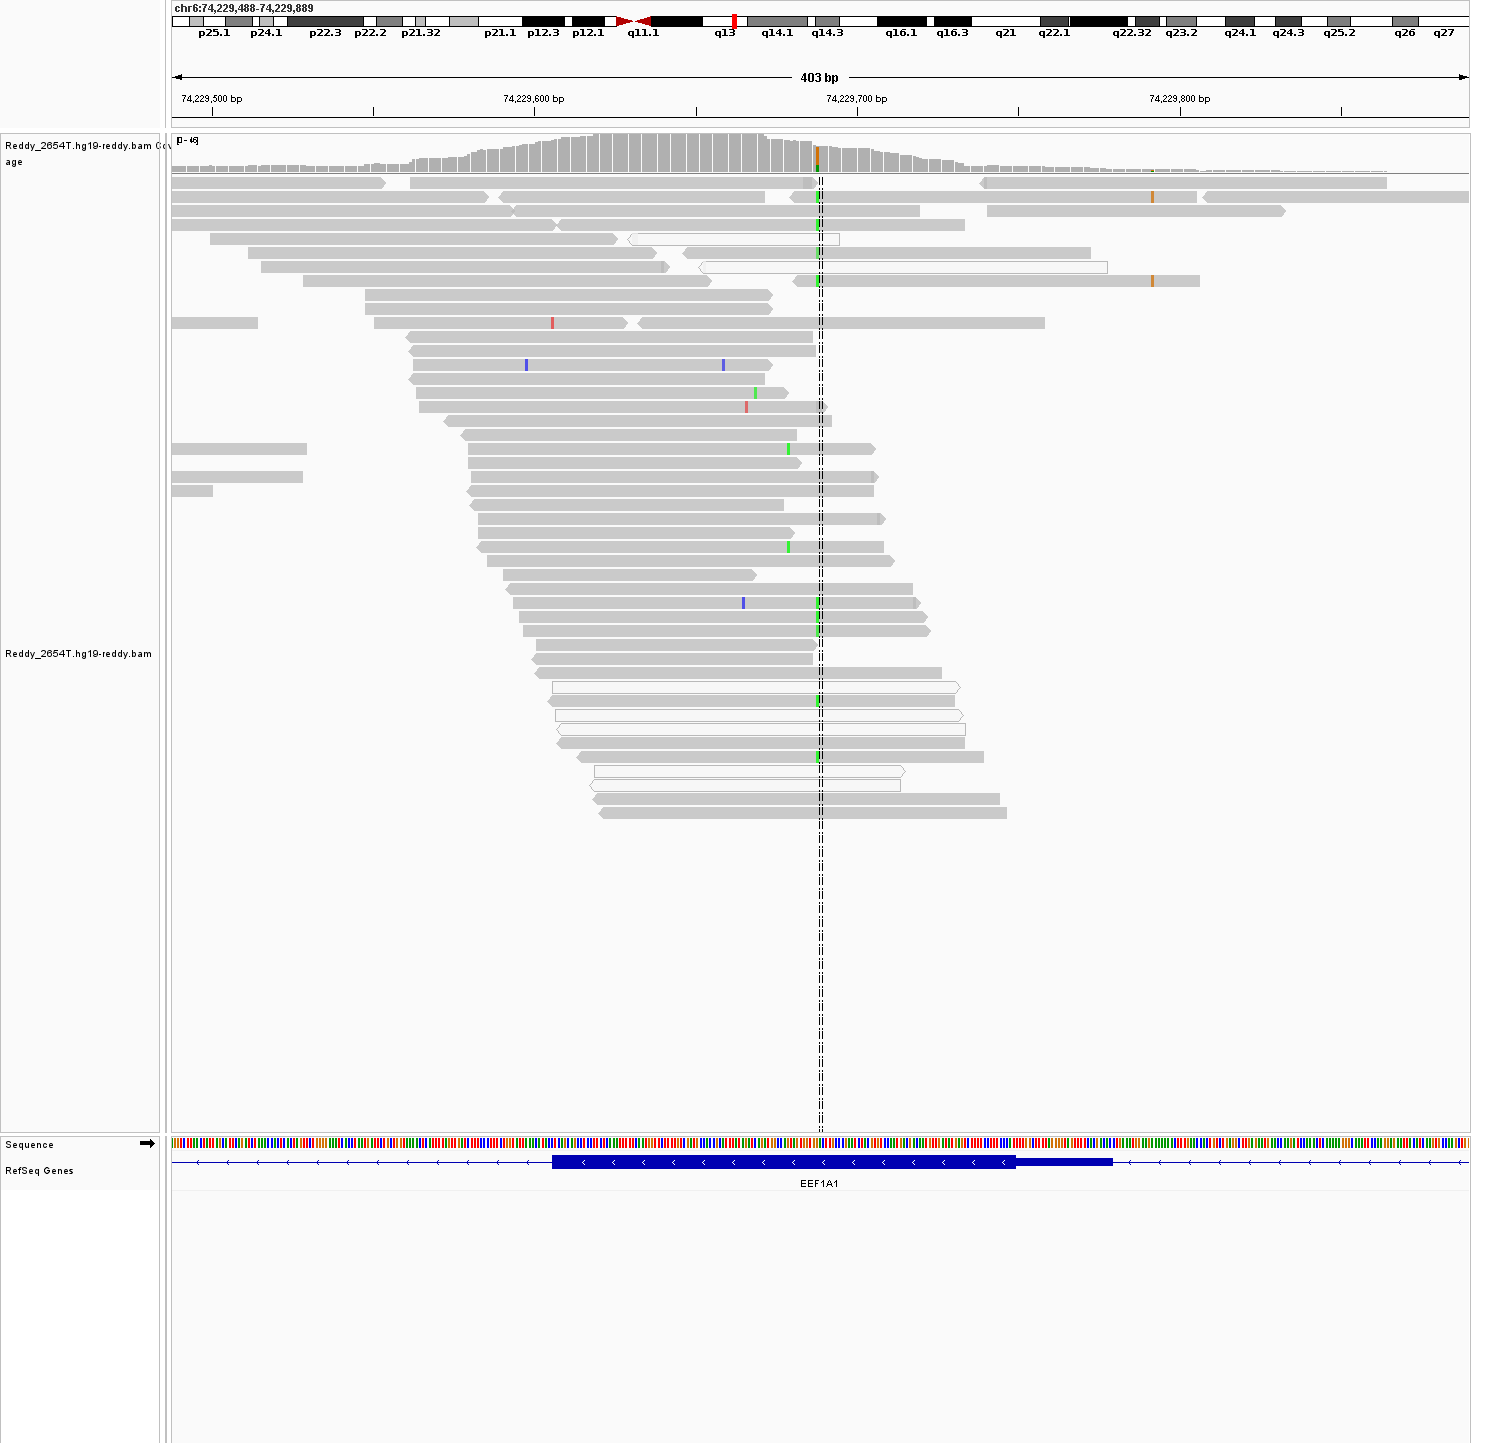 chr6:74,229,488-74,229,889
p25.1 p24.1 p22.3 p22.2 p21.32 p21.1 p12.3 p12.1 q11.1 q13 q14.1 q14.3 q16.1 q16.3 q21 q22.1 q22.32 q23.2 q24.1 q24.3 q25.2 q26 q27
403 bp
74,229,500 bp 74,229,600 bp 74,229,700 bp 74,229,800 bp
Reddy_2654T.hg19-reddy.bam Cov
age
[0 - 46]
Reddy_2654T.hg19-reddy.bam
Sequence
RefSeq Genes
EEF1A1